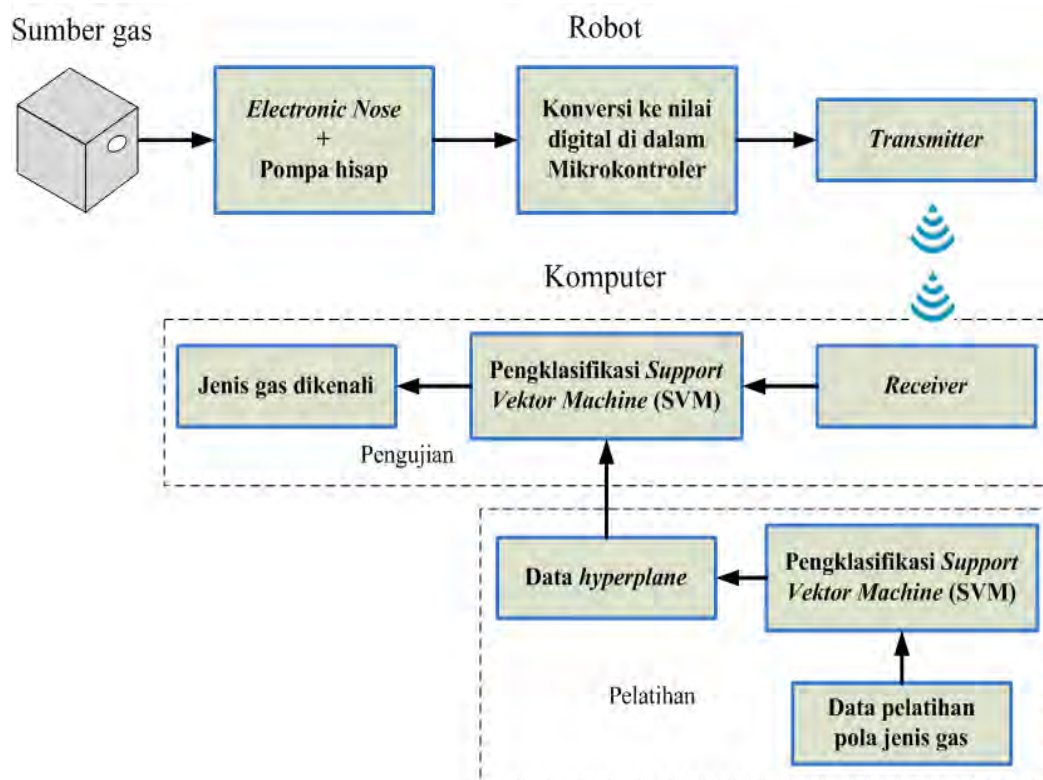 Sumber gas
Robot
Electronic Nose
+
Pompa hisap
Konversi ke nilai
digital di dalam
Mikrokontroler
Transmitter
Komputer
Jenis gas dikenali
Pengklasifikasi Support
Vektor Machine (SVM)
Receiver
Pengujian
Data hyperplane
Pengklasifikasi Support
Vektor Machine (SVM)
Pelatihan
Data pelatihan
pola jenis gas